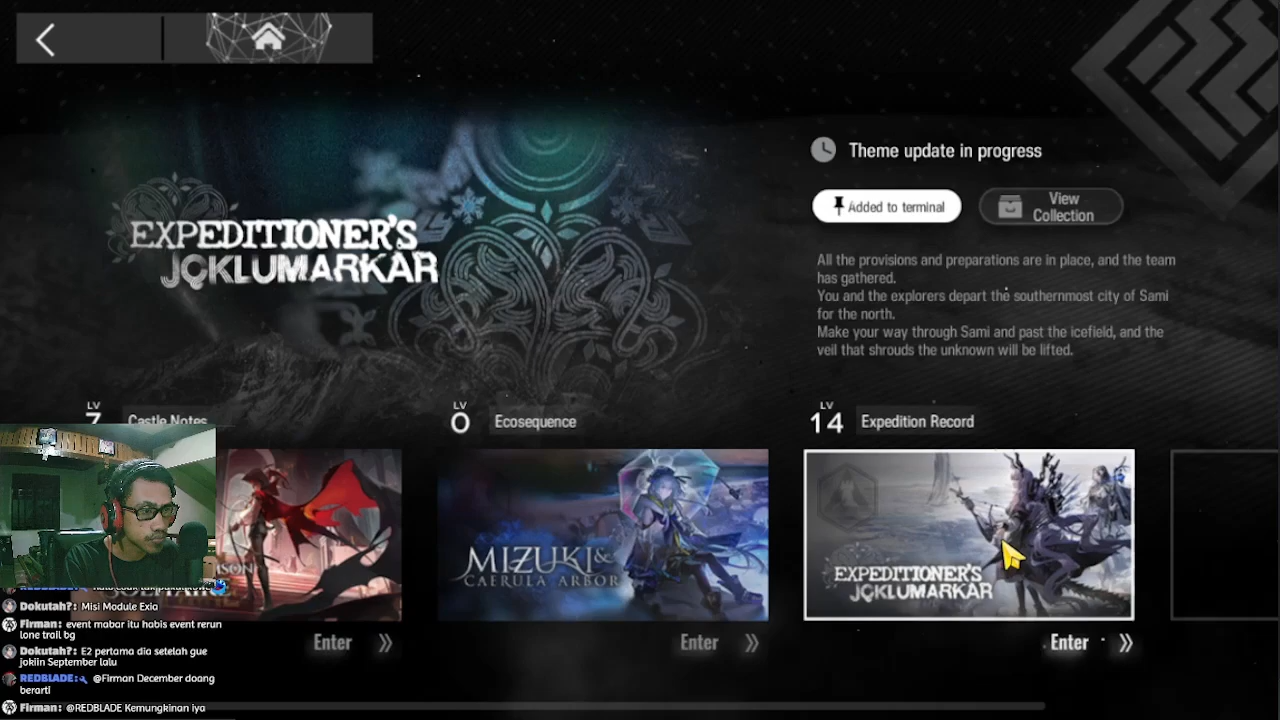 EXPEDITIONER'S
JǪKLUMARKAR
Theme update in progress
Added to terminal
View
Collection
All the provisions and preparations are in place, and the team
has gathered.
You and the explorers depart the southernmost city of Sami
for the north.
Make your way through Sami and past the icefield, and the
veil that shrouds the unknown will be lifted.
LV
7 Castle Notes
LV
0 Ecosequence
LV
14 Expedition Record
MIZUKI &
CAERULA ARBOR
EXPEDITIONER'S
JǪKLUMARKAR
Enter
Enter
Enter
Dokutah?: Misi Module Exia
Firman: event mabar itu habis event rerun
lone trail bg
Dokutah?: E2 pertama dia setelah gue
jokiin September lalu
REDBLADE: @Firman December doang
berarti
Firman: @REDBLADE Kemungkinan iya